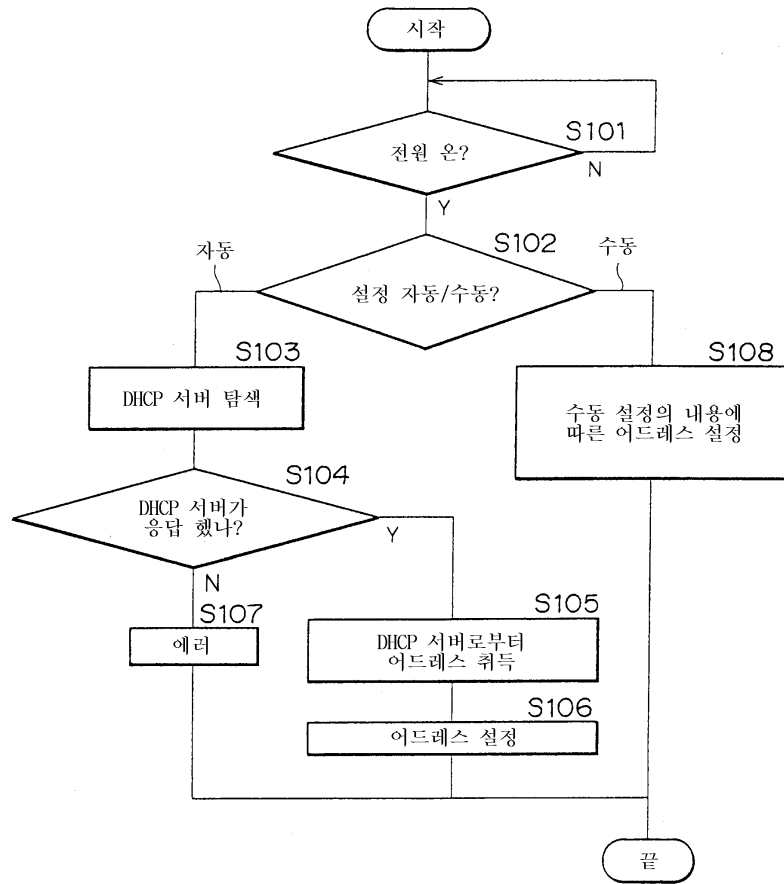 시작
S101
전원 온?
N
Y
S102
자동
수동
설정 자동/수동?
S103
DHCP 서버 탐색
S108
수동 설정의 내용에
따른 어드레스 설정
S104
DHCP 서버가
응답 했나?
Y
N
S107
에러
S105
DHCP 서버로부터
어드레스 취득
S106
어드레스 설정
끝